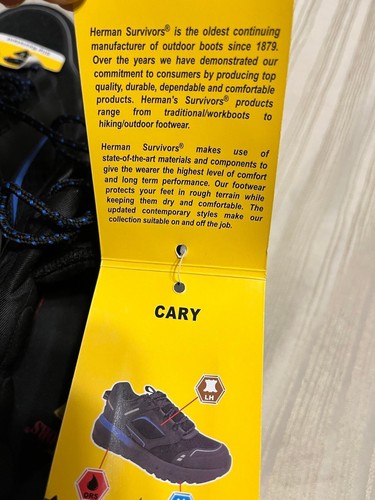 Herman Survivors® is the oldest continuing
manufacturer of outdoor boots since 1879.
Over the years we have demonstrated our
commitment to consumers by producing top
quality, durable, dependable and comfortable
products. Herman's Survivors® products
range from traditional/workboots to
hiking/outdoor footwear.
Herman Survivors® makes use of
state-of-the-art materials and components to
give the wearer the highest level of comfort
and long term performance. Our footwear
protects your feet in rough terrain while
keeping them dry and comfortable. The
updated contemporary styles make our
collection suitable on and off the job.
CARY
LH
ORS